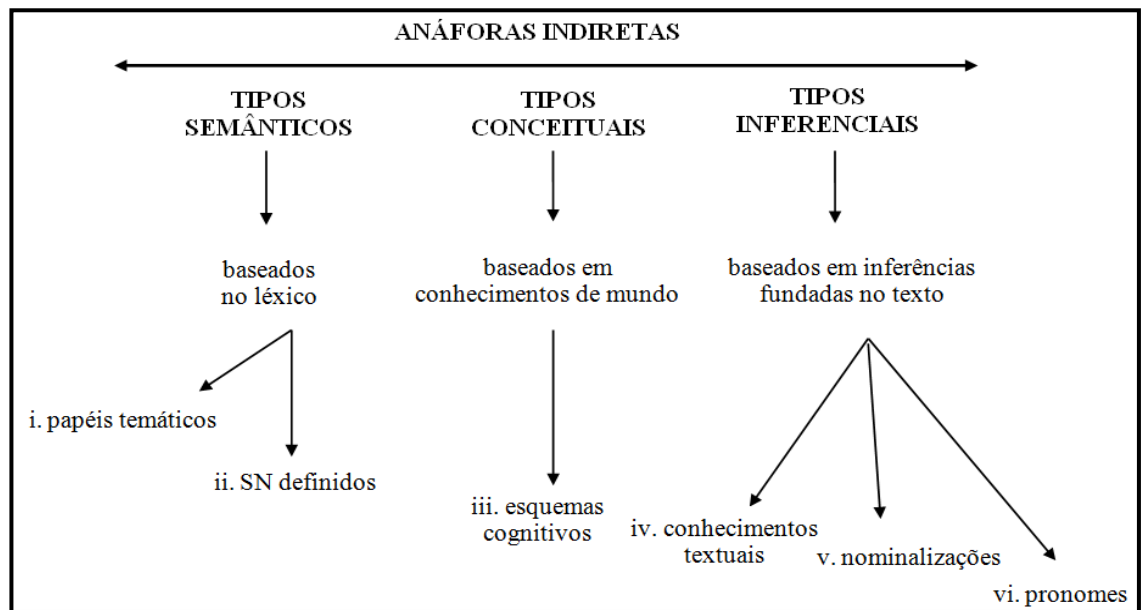 ANÁFORAS INDIRETAS
TIPOS
SEMÂNTICOS
TIPOS
CONCEITUAIS
TIPOS
INFERENCIAIS
baseados
no léxico
baseados em
conhecimentos de mundo
baseados em inferências
fundadas no texto
i. papéis temáticos
ii. SN definidos
iii. esquemas
cognitivos
iv. conhecimentos
textuais
v. nominalizações
vi. pronomes